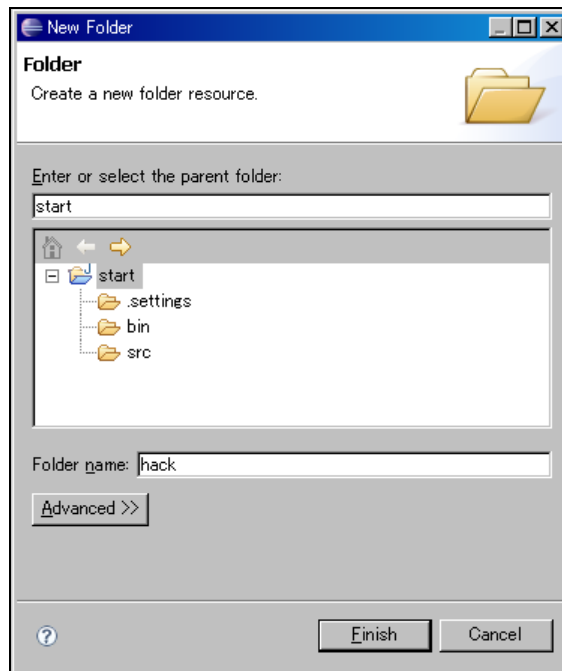 New Folder
Folder
Create a new folder resource.
Enter or select the parent folder:
start
start
.settings
bin
src
Folder name: hack
Advanced >>
Finish Cancel